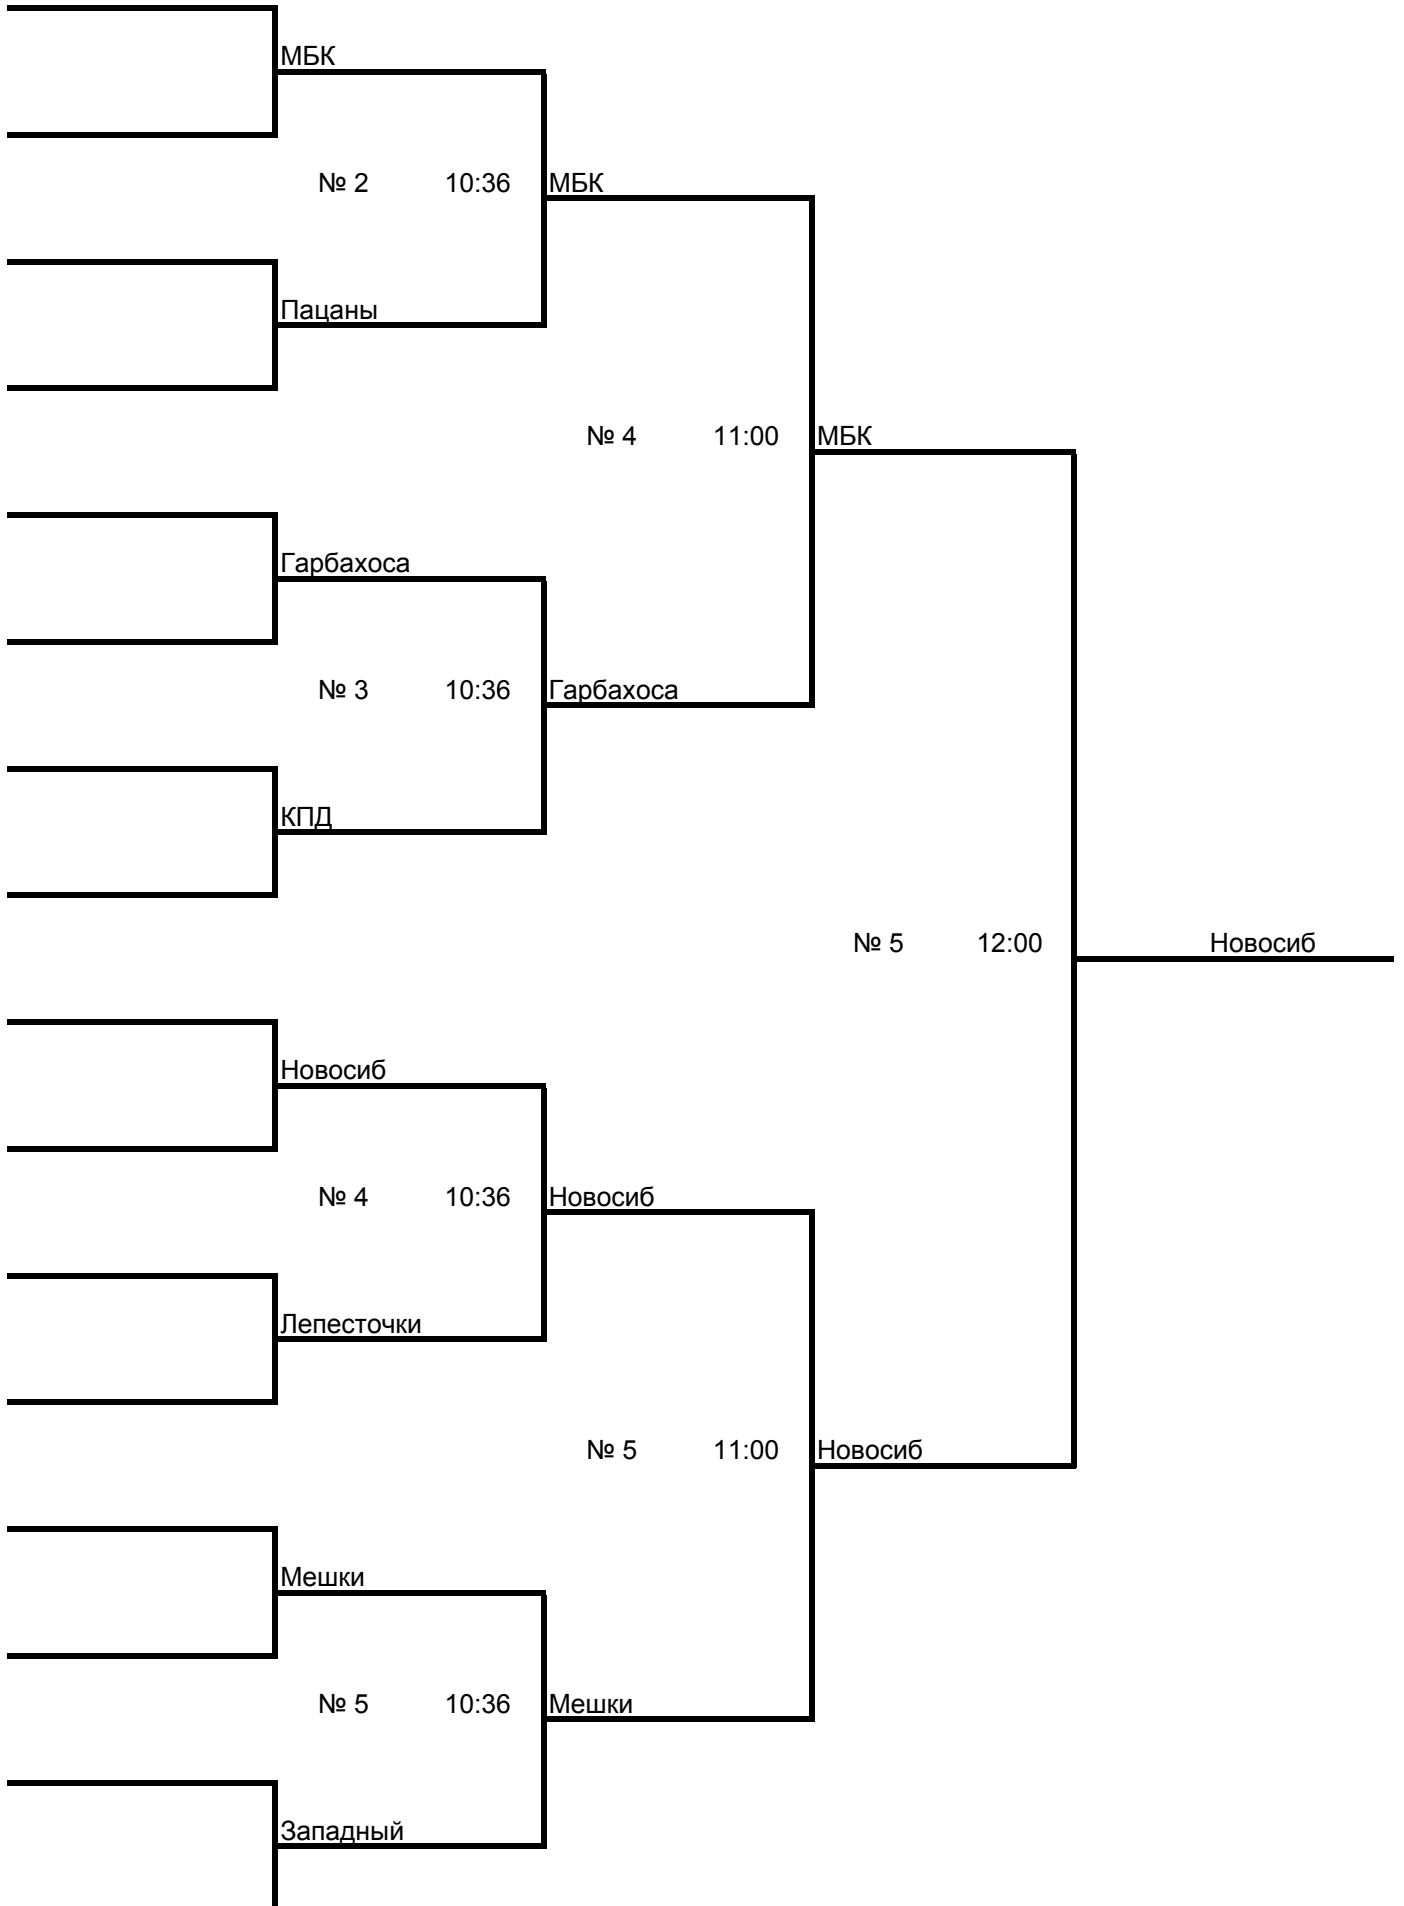 МБК
№ 2 10:36 МБК
Пацаны
№ 4 11:00 МБК
Гарбахоса
№ 3 10:36 Гарбахоса
КПД
№ 5 12:00 Новосиб
Новосиб
№ 4 10:36 Новосиб
Лепесточки
№ 5 11:00 Новосиб
Мешки
№ 5 10:36 Мешки
Западный